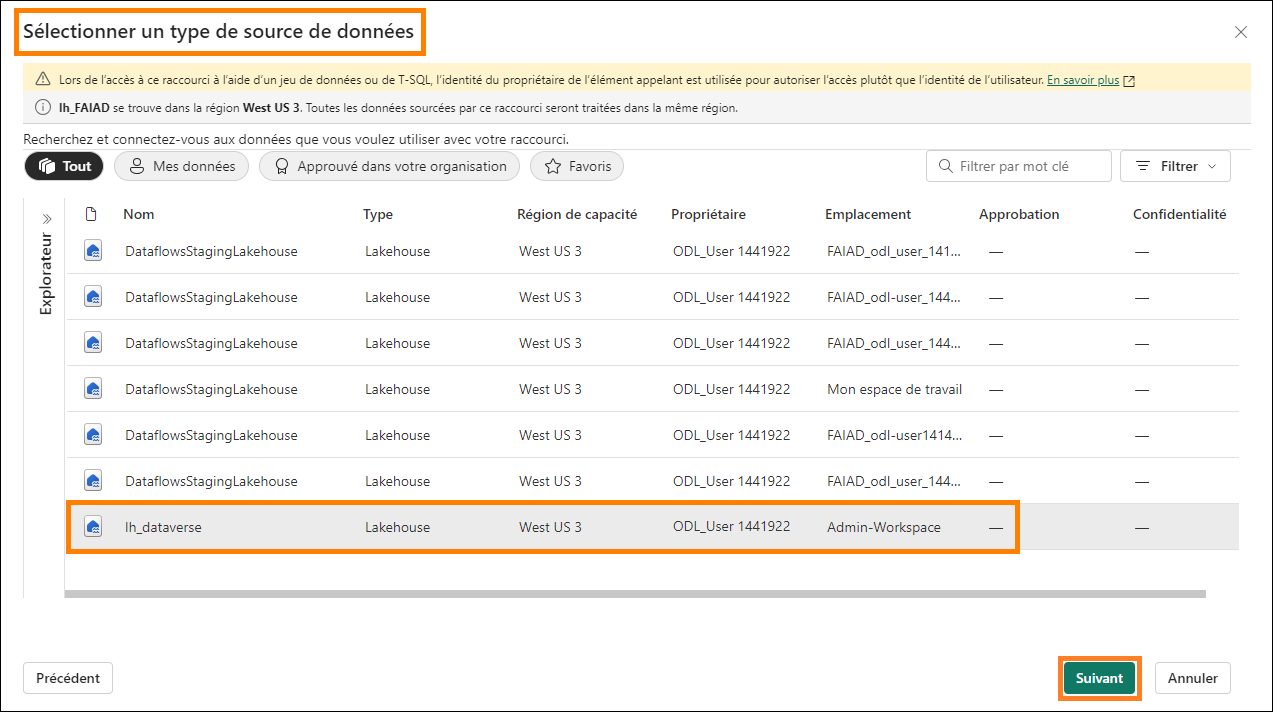 Sélectionner un type de source de données
Lors de l'accès à ce raccourci à l'aide d'un jeu de données ou de T-SQL, l'identité du propriétaire de l'élément appelant est utilisée pour autoriser l'accès plutôt que l'identité de l'utilisateur. En savoir plus
lh_FAIAD se trouve dans la région West US 3. Toutes les données sourcées par ce raccourci seront traitées dans la même région.
Recherchez et connectez-vous aux données que vous voulez utiliser avec votre raccourci.
Tout Mes données Approuvé dans votre organisation Favoris Filtrer par mot clé Filtrer
Explorateur
Nom Type Région de capacité Propriétaire Emplacement Approbation Confidentialité
DataflowsStagingLakehouse Lakehouse West US 3 ODL_User 1441922 FAIAD_odl_user_141... — —
DataflowsStagingLakehouse Lakehouse West US 3 ODL_User 1441922 FAIAD_odl-user_144... — —
DataflowsStagingLakehouse Lakehouse West US 3 ODL_User 1441922 FAIAD_odl_user_144... — —
DataflowsStagingLakehouse Lakehouse West US 3 ODL_User 1441922 Mon espace de travail — —
DataflowsStagingLakehouse Lakehouse West US 3 ODL_User 1441922 FAIAD_odl-user1414... — —
DataflowsStagingLakehouse Lakehouse West US 3 ODL_User 1441922 FAIAD_odl_user_144... — —
lh_dataverse Lakehouse West US 3 ODL_User 1441922 Admin-Workspace — —
Précédent Suivant Annuler